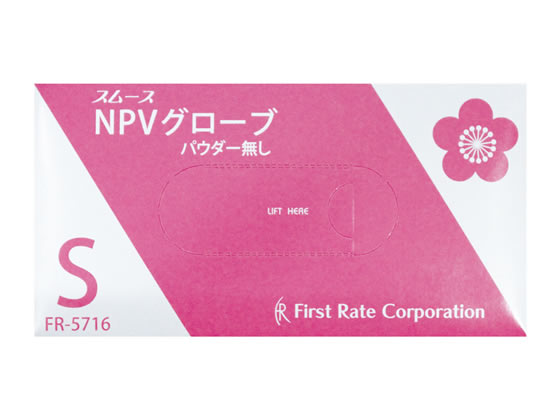 スムース
NPVグローブ
パウダー無し
LIFT HERE
S
FR-5716
FR First Rate Corporation